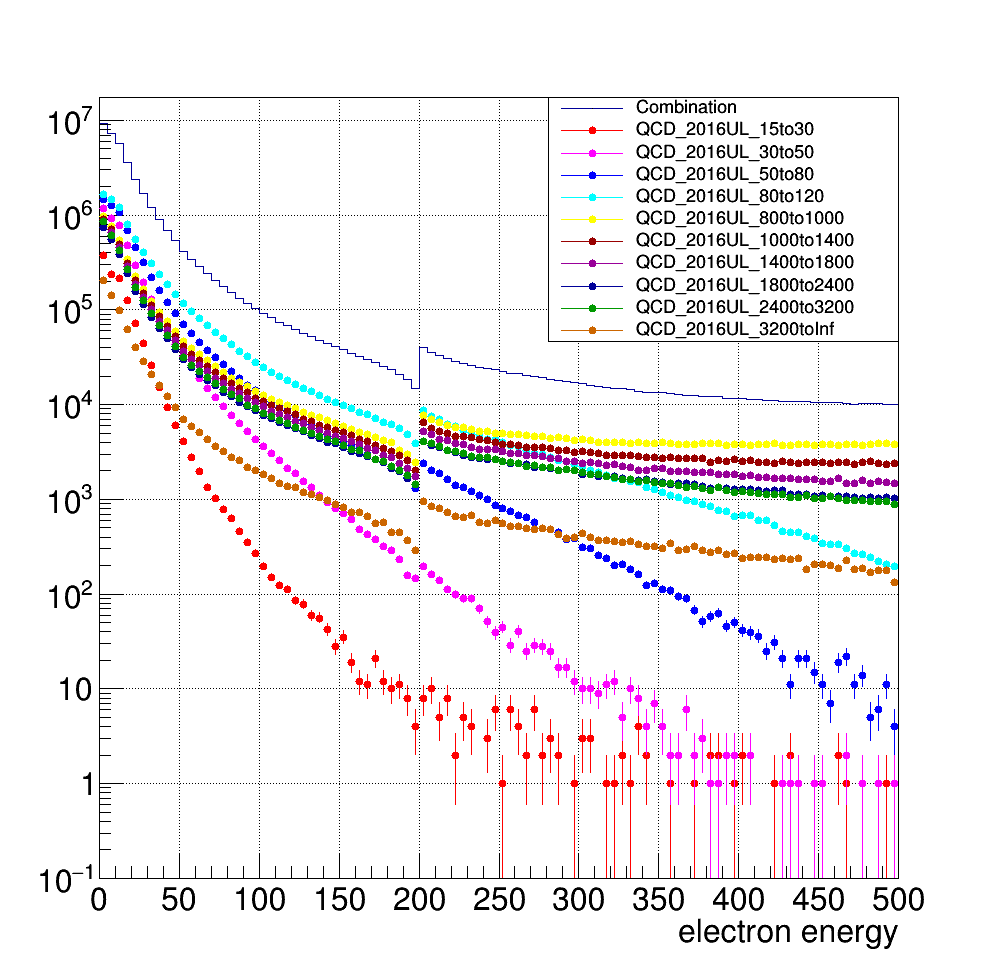 10^7
10^6
10^5
10^4
10^3
10^2
10
1
10^−1
0 50 100 150 200 250 300 350 400 450 500
electron energy
Combination
QCD_2016UL_15to30
QCD_2016UL_30to50
QCD_2016UL_50to80
QCD_2016UL_80to120
QCD_2016UL_800to1000
QCD_2016UL_1000to1400
QCD_2016UL_1400to1800
QCD_2016UL_1800to2400
QCD_2016UL_2400to3200
QCD_2016UL_3200toInf